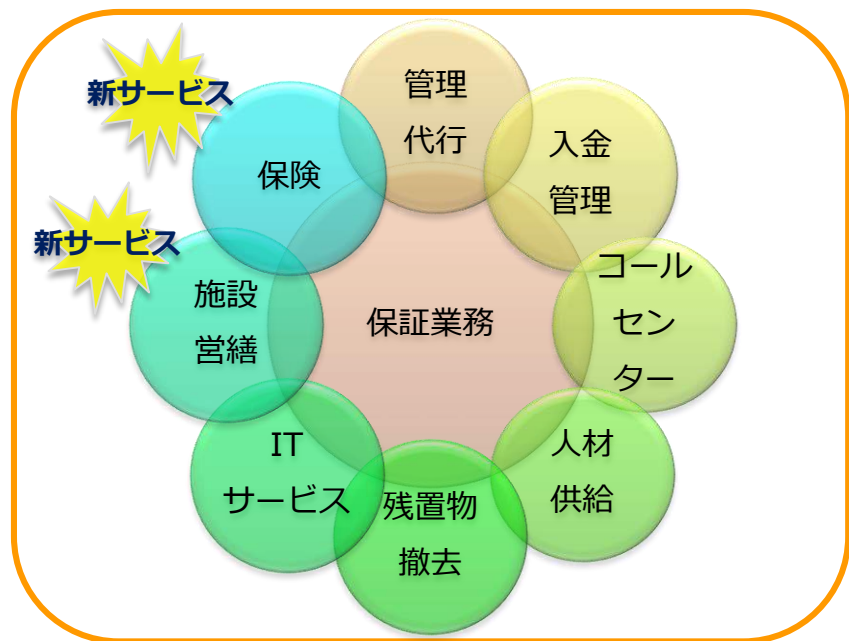 新サービス
保険
管理
代行
入金
管理
新サービス
施設
営繕
保証業務
コール
セン
ター
IT
サービス
残置物
撤去
人材
供給